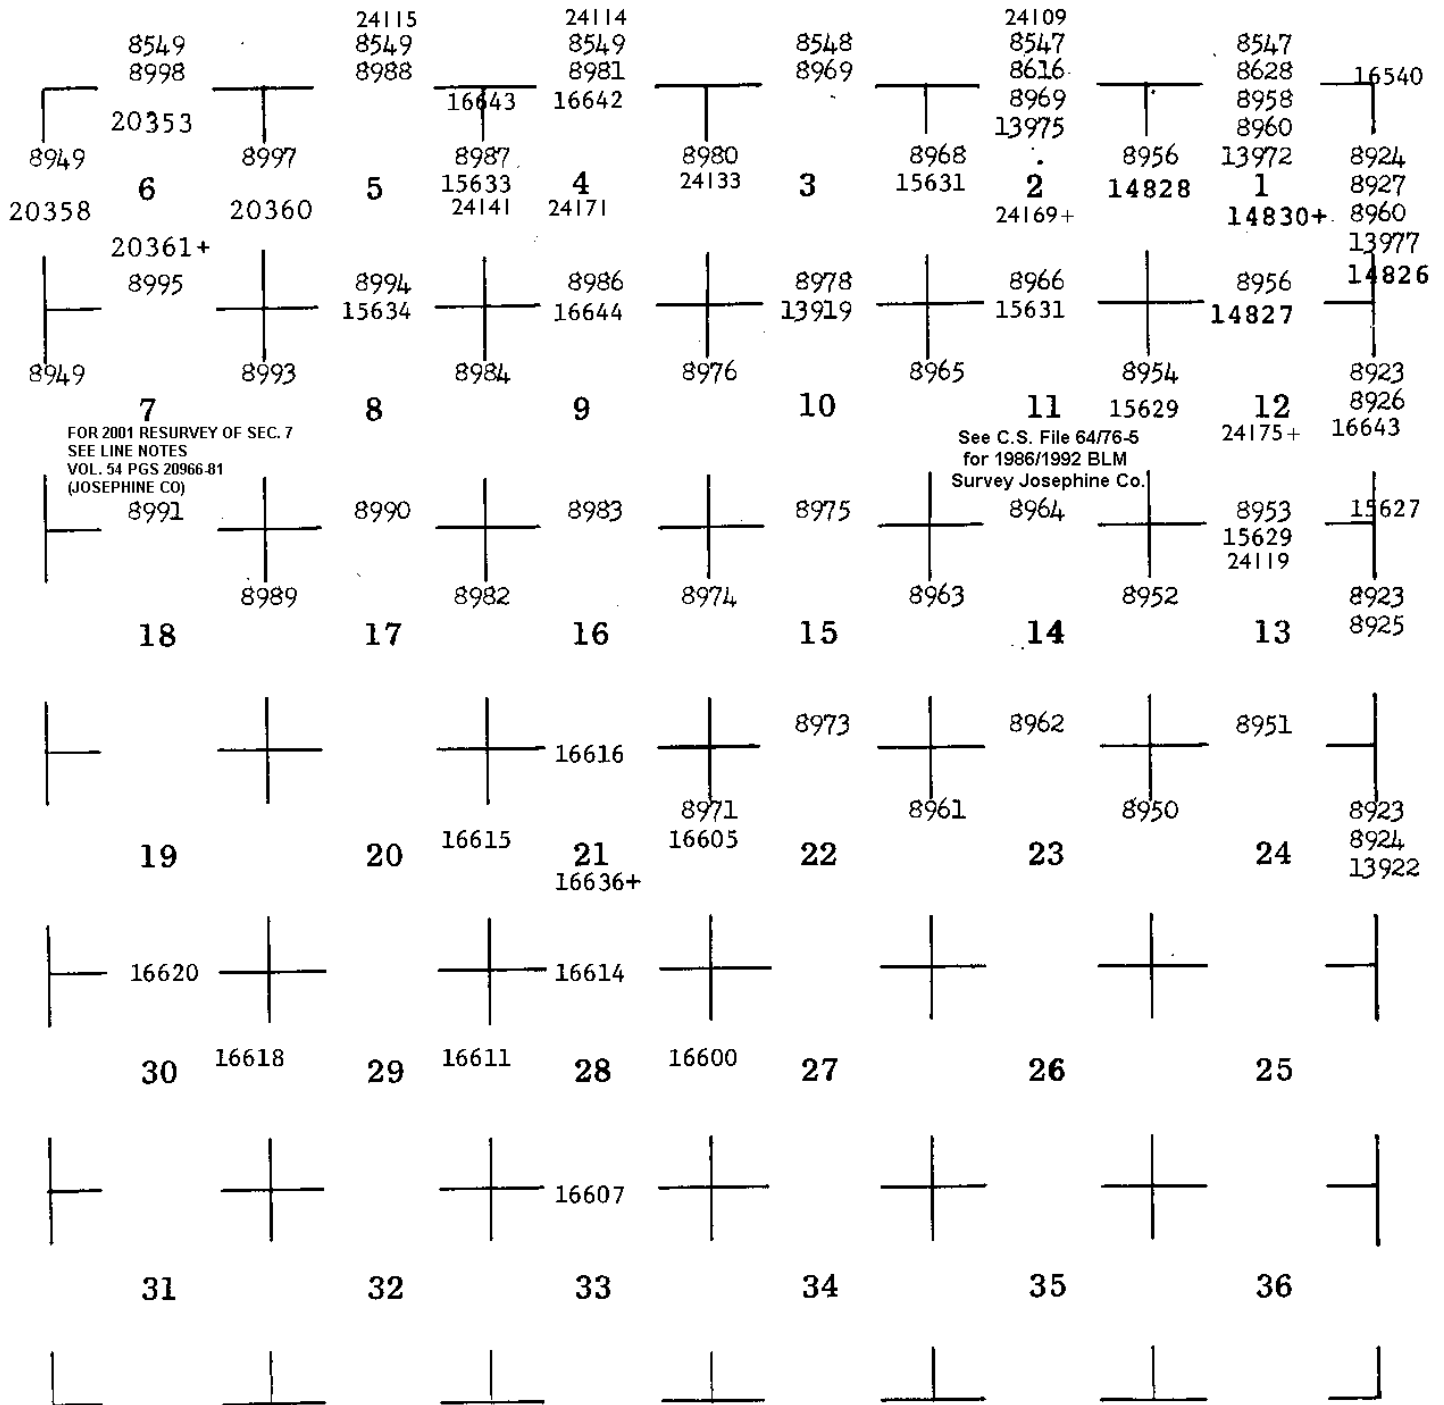 24115 24114 24109
8549 8549 8549 8548 8547 8547
8998 8988 8981 8969 8616 8628 16540
16643 16642 8969 8958
20353 13975 8960
8949 8997 8987 8980 8968 8956 13972 8924
6 5 15633 4 24133 3 15631 2 14828 1 8927
20358 20360 24141 24171 24169+ 14830+ 8960
20361+ 13977
8995 8994 8986 8978 8966 8956 14826
15634 16644 13919 15631 14827
8949 8993 8984 8976 8965 8954 8923
7 8 9 10 11 15629 12 8926
24175+ 16643
FOR 2001 RESURVEY OF SEC. 7
SEE LINE NOTES
VOL. 54 PGS 20966-81
(JOSEPHINE CO)
See C.S. File 64/76-5
for 1986/1992 BLM
Survey Josephine Co.
8991 8990 8983 8975 8964 8953 15627
15629
24119
8989 8982 8974 8963 8952 8923
18 17 16 15 14 13 8925
8973 8962 8951
16616
8971 8961 8950 8923
19 20 16615 21 16605 22 23 24 8924
16636+ 13922
16620 16614
30 16618 29 16611 28 16600 27 26 25
16607
31 32 33 34 35 36